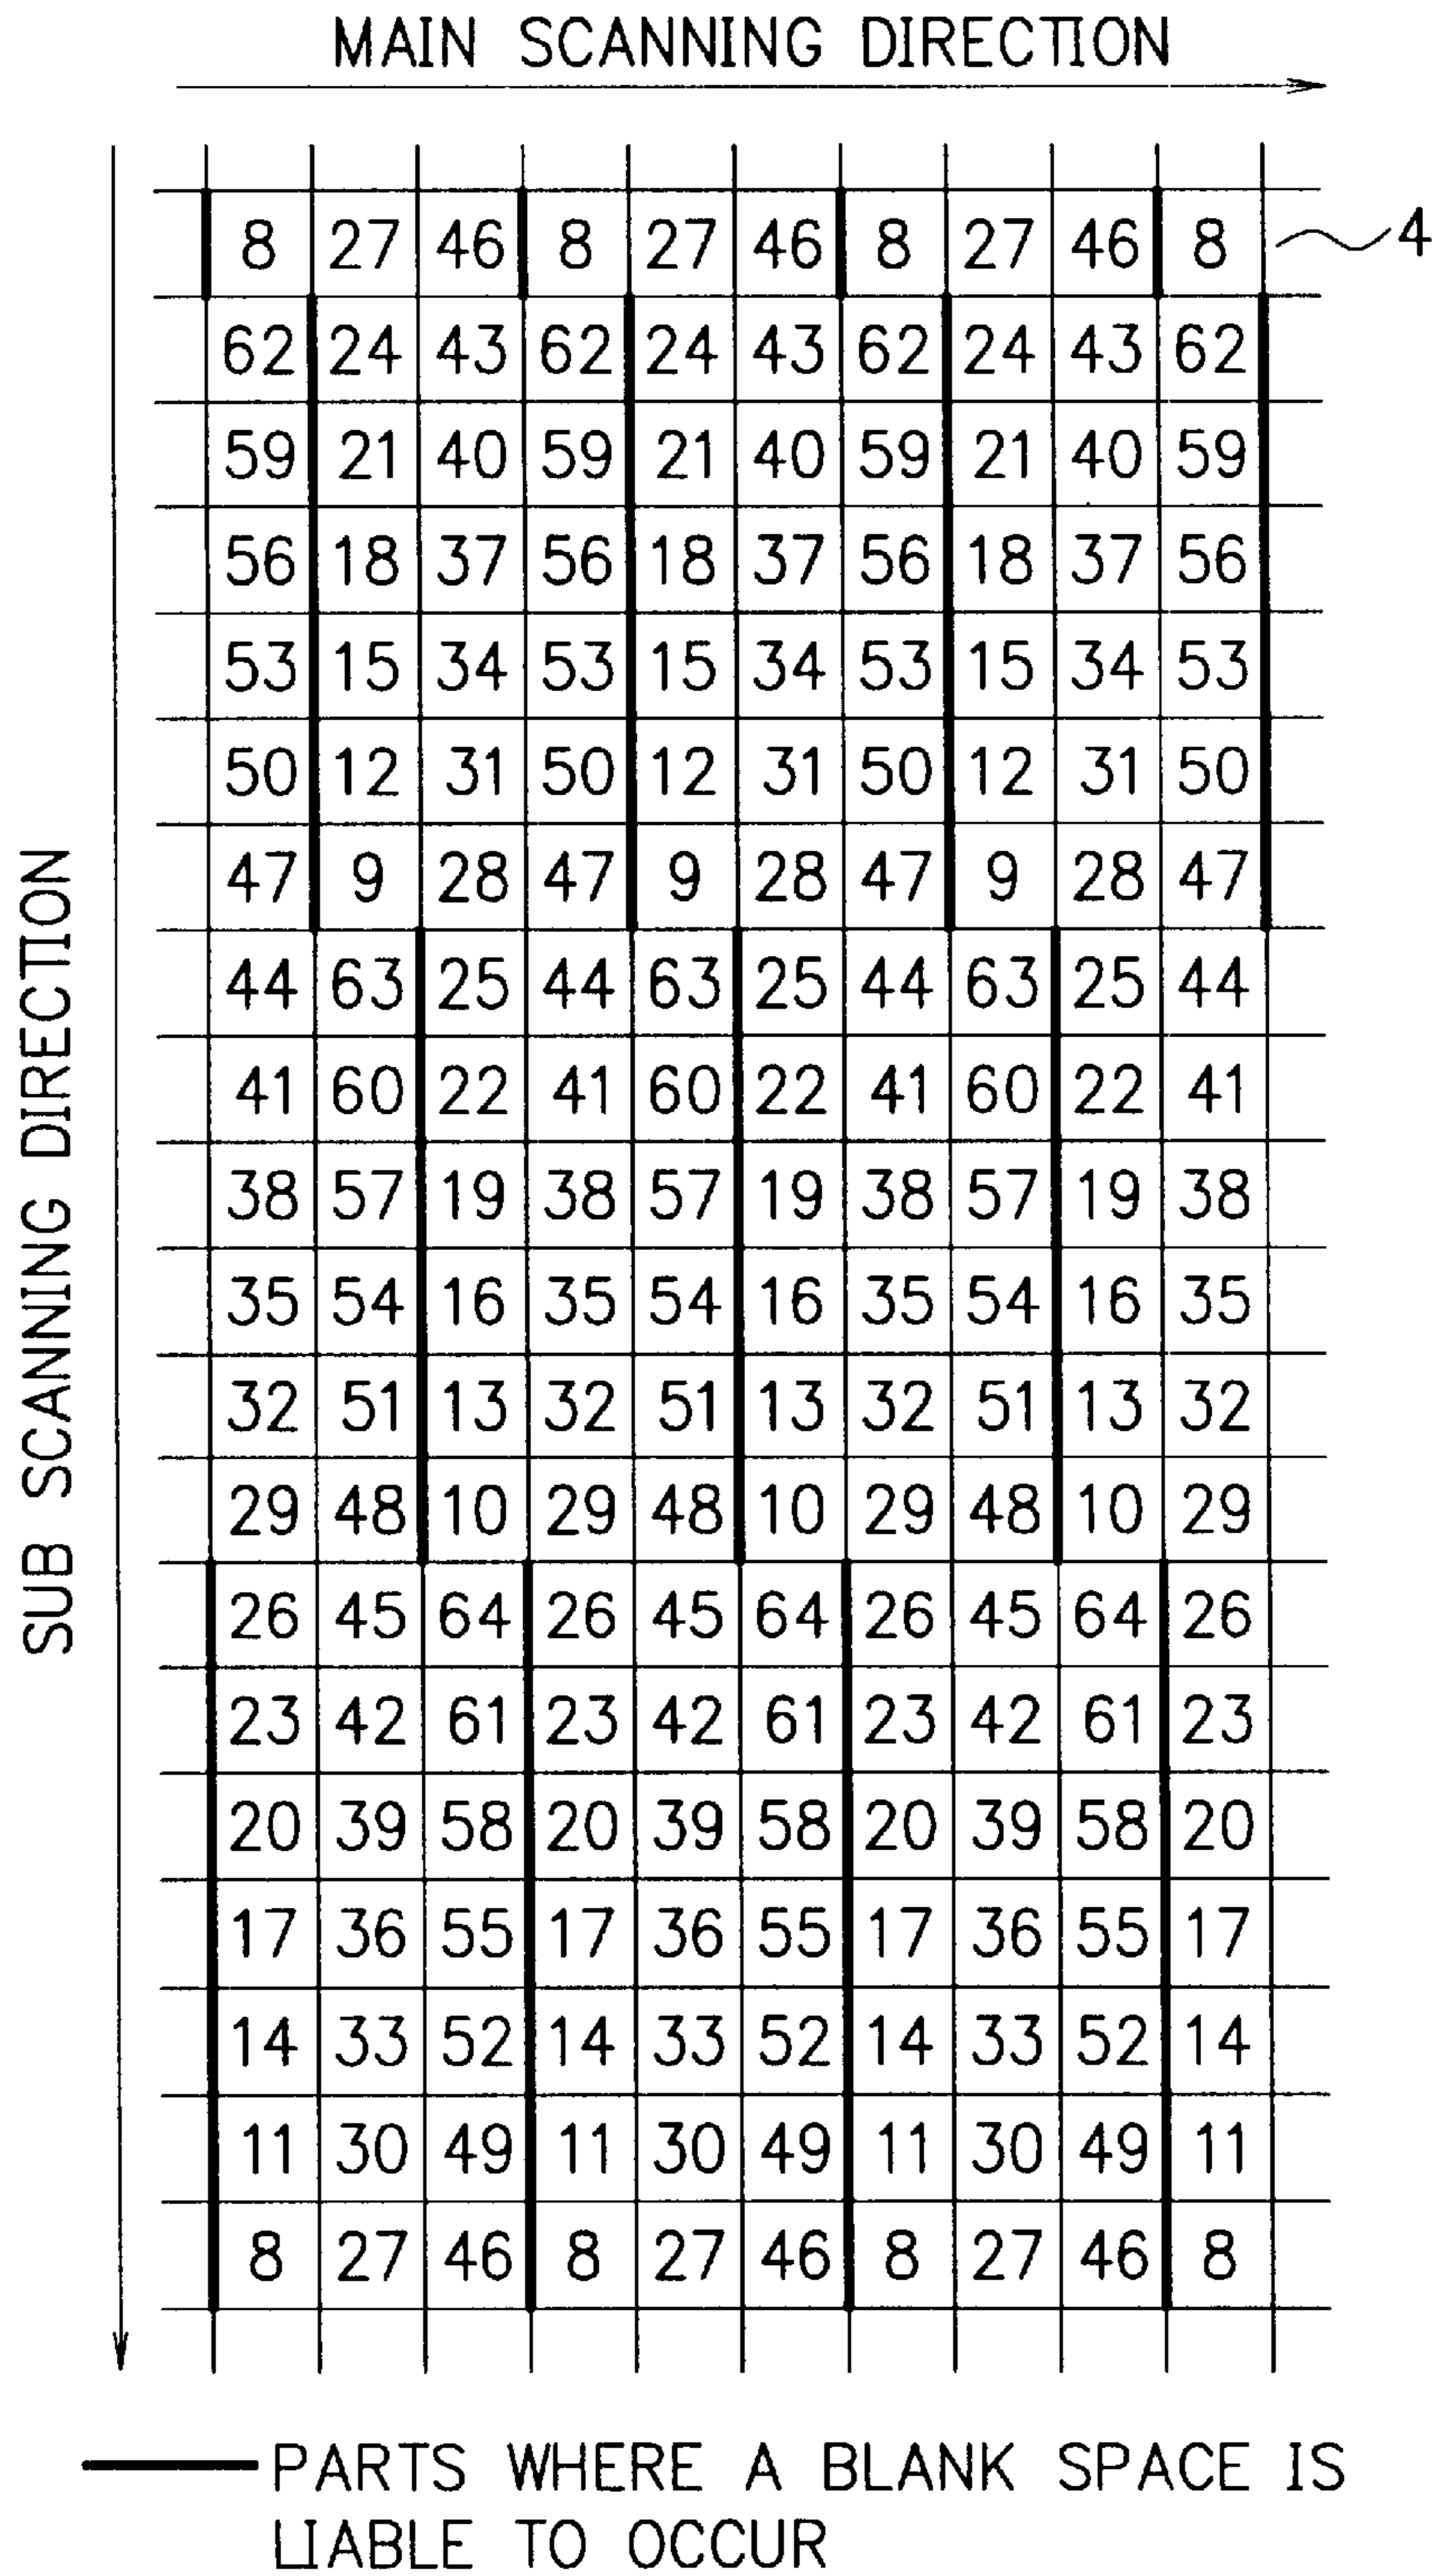 MAIN SCANNING DIRECTION
8 27 46 8 27 46 8 27 46 8 4
62 24 43 62 24 43 62 24 43 62
59 21 40 59 21 40 59 21 40 59
56 18 37 56 18 37 56 18 37 56
53 15 34 53 15 34 53 15 34 53
50 12 31 50 12 31 50 12 31 50
47 9 28 47 9 28 47 9 28 47
44 63 25 44 63 25 44 63 25 44
41 60 22 41 60 22 41 60 22 41
38 57 19 38 57 19 38 57 19 38
35 54 16 35 54 16 35 54 16 35
32 51 13 32 51 13 32 51 13 32
29 48 10 29 48 10 29 48 10 29
26 45 64 26 45 64 26 45 64 26
23 42 61 23 42 61 23 42 61 23
20 39 58 20 39 58 20 39 58 20
17 36 55 17 36 55 17 36 55 17
14 33 52 14 33 52 14 33 52 14
11 30 49 11 30 49 11 30 49 11
8 27 46 8 27 46 8 27 46 8
SUB SCANNING DIRECTION
PARTS WHERE A BLANK SPACE IS
LIABLE TO OCCUR